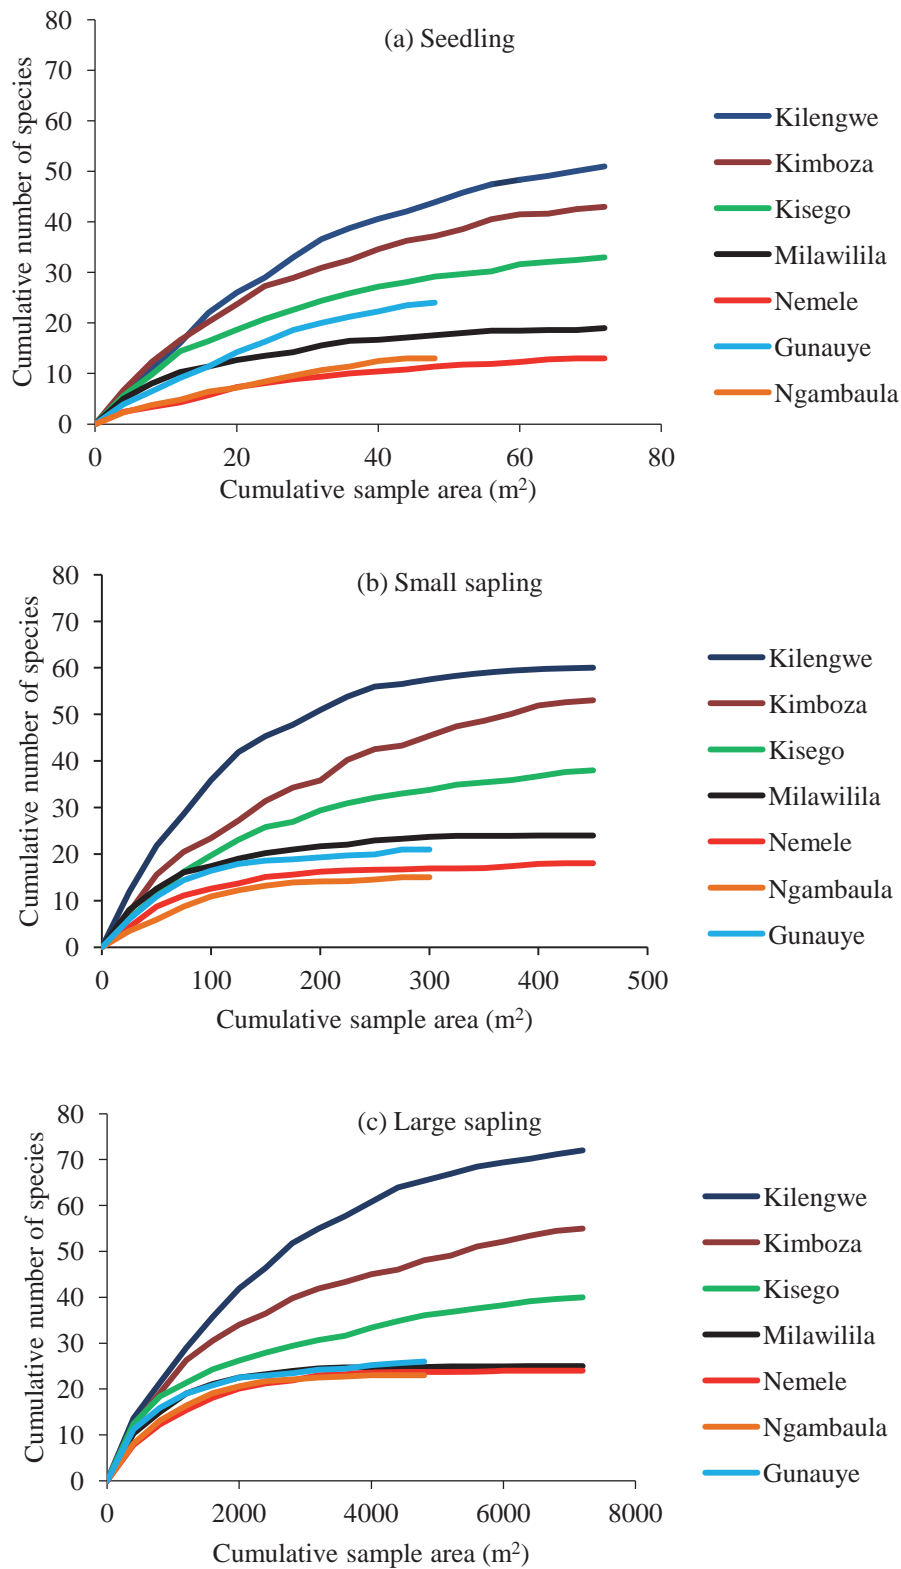 (a) Seedling
Cumulative number of species
80
70
60
50
40
30
20
10
0
0 20 40 60 80
Cumulative sample area (m²)
Kilengwe
Kimboza
Kisego
Milawilila
Nemele
Gunauye
Ngambaula
(b) Small sapling
Cumulative number of species
80
70
60
50
40
30
20
10
0
0 100 200 300 400 500
Cumulative sample area (m²)
Kilengwe
Kimboza
Kisego
Milawilila
Nemele
Ngambaula
Gunauye
(c) Large sapling
Cumulative number of species
80
70
60
50
40
30
20
10
0
0 2000 4000 6000 8000
Cumulative sample area (m²)
Kilengwe
Kimboza
Kisego
Milawilila
Nemele
Ngambaula
Gunauye